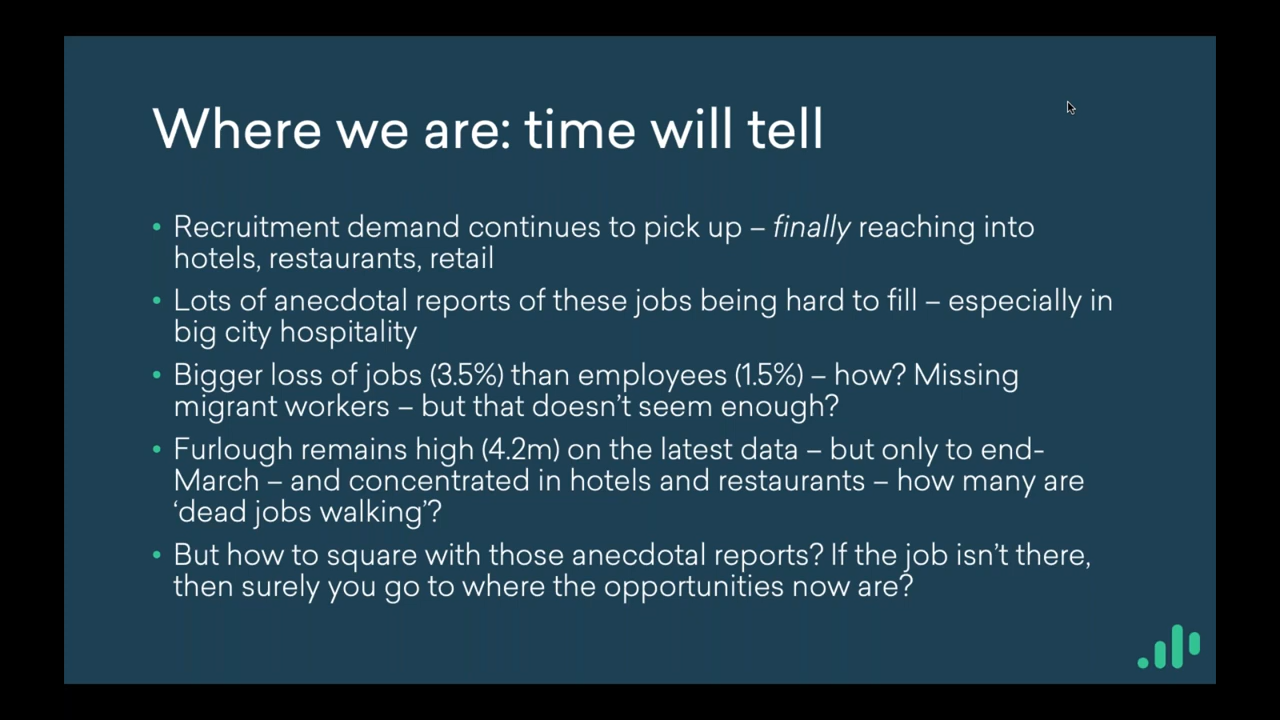 Where we are: time will tell
• Recruitment demand continues to pick up – finally reaching into
hotels, restaurants, retail
• Lots of anecdotal reports of these jobs being hard to fill – especially in
big city hospitality
• Bigger loss of jobs (3.5%) than employees (1.5%) – how? Missing
migrant workers – but that doesn't seem enough?
• Furlough remains high (4.2m) on the latest data – but only to end-
March – and concentrated in hotels and restaurants – how many are
‘dead jobs walking’?
• But how to square with those anecdotal reports? If the job isn’t there,
then surely you go to where the opportunities now are?